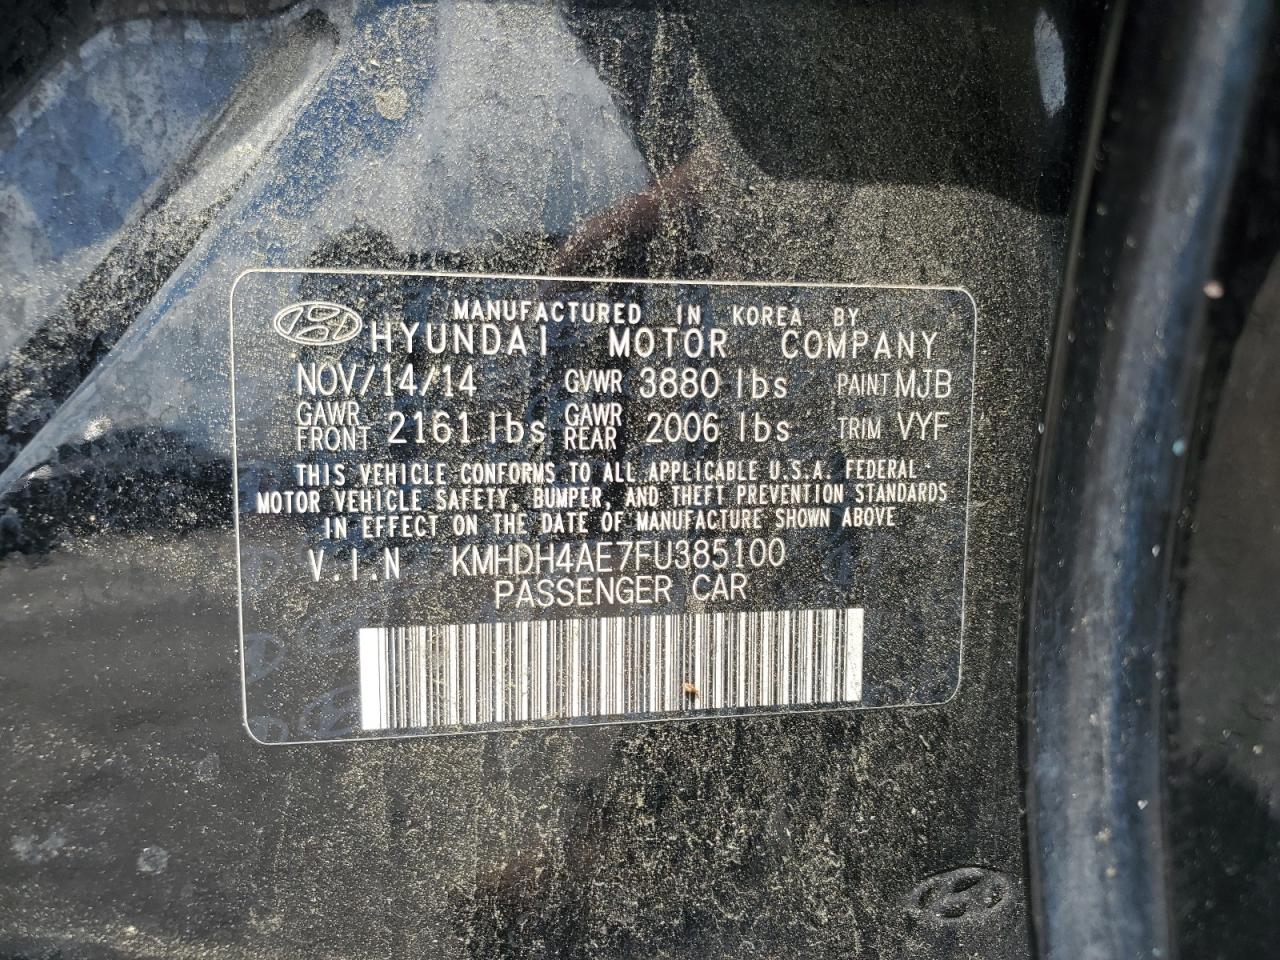 MANUFACTURED IN KOREA BY
HYUNDAI MOTOR COMPANY
NOV/14/14 GVWR 3880 lbs PAINT MJB
GAWR FRONT 2161 lbs GAWR REAR 2006 lbs TRIM VYF
THIS VEHICLE CONFORMS TO ALL APPLICABLE U.S.A. FEDERAL
MOTOR VEHICLE SAFETY, BUMPER, AND THEFT PREVENTION STANDARDS
IN EFFECT ON THE DATE OF MANUFACTURE SHOWN ABOVE
V.I.N KMHDH4AE7FU385100
PASSENGER CAR